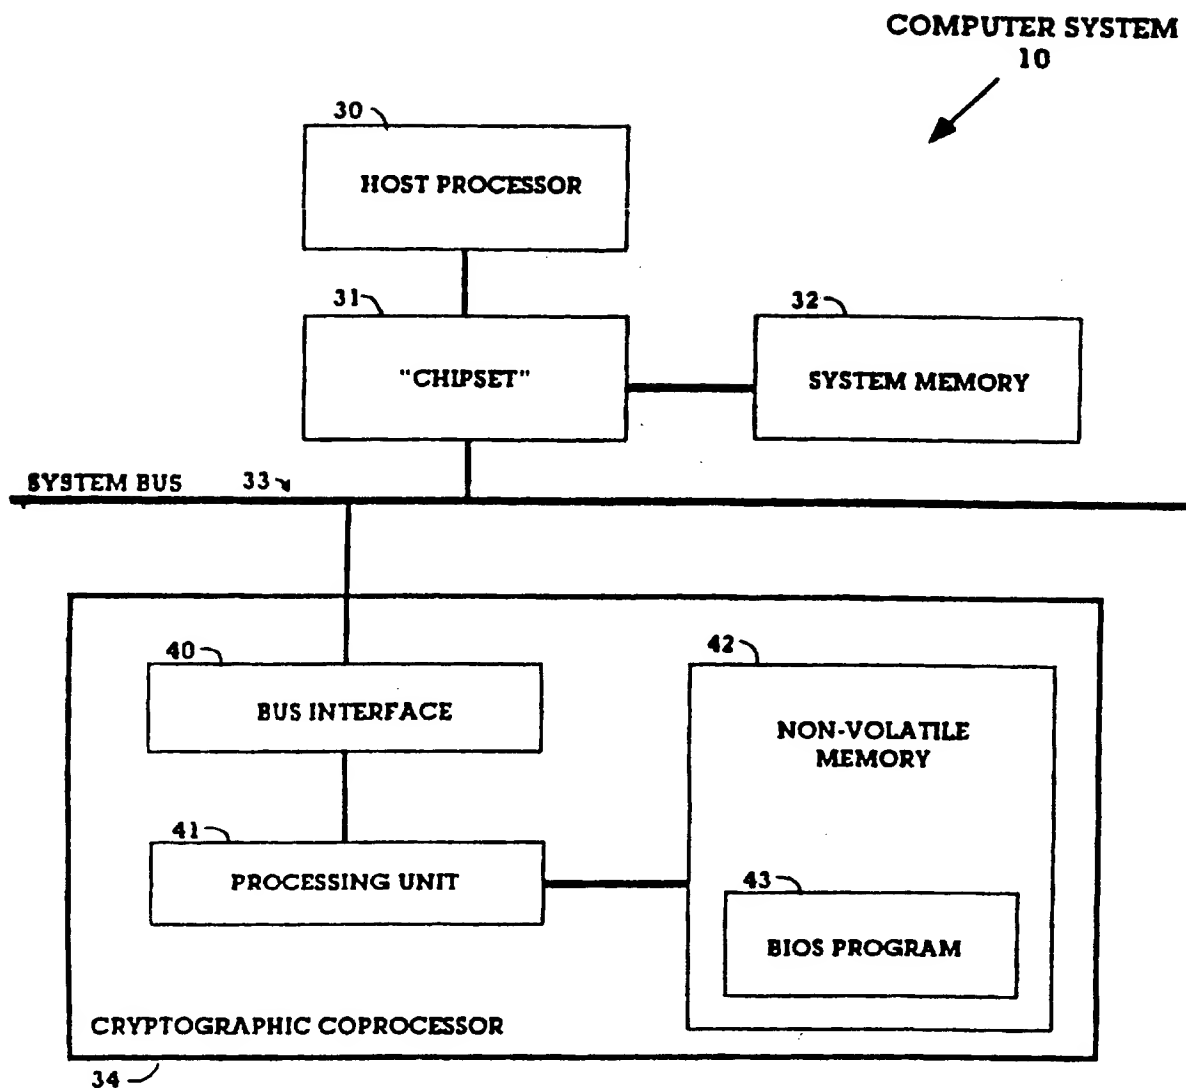 COMPUTER SYSTEM
10
30
HOST PROCESSOR
31
"CHIPSET"
32
SYSTEM MEMORY
SYSTEM BUS
33
40
BUS INTERFACE
41
PROCESSING UNIT
42
NON-VOLATILE
MEMORY
43
BIOS PROGRAM
CRYPTOGRAPHIC COPROCESSOR
34